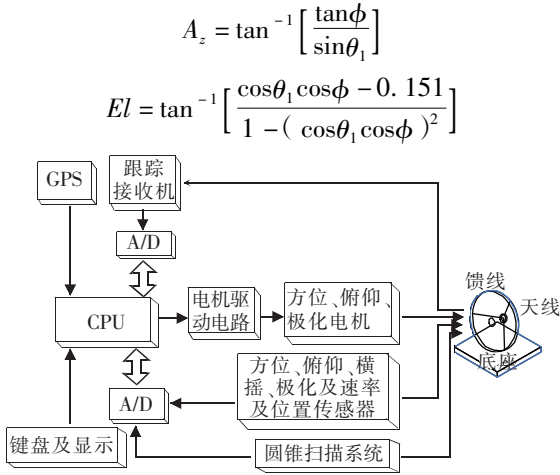 A_z = tan^{-1} [ tanϕ / sinθ_1 ]
El = tan^{-1} [ cosθ_1 cosϕ - 0. 151 / 1 - ( cosθ_1 cosϕ )^2 ]
GPS
跟踪
接收机
A/D
CPU
电机驱
动电路
方位、俯仰、
极化电机
馈线
天线
底座
方位、俯仰、横
摇、极化及速率
及位置传感器
A/D
键盘及显示
圆锥扫描系统